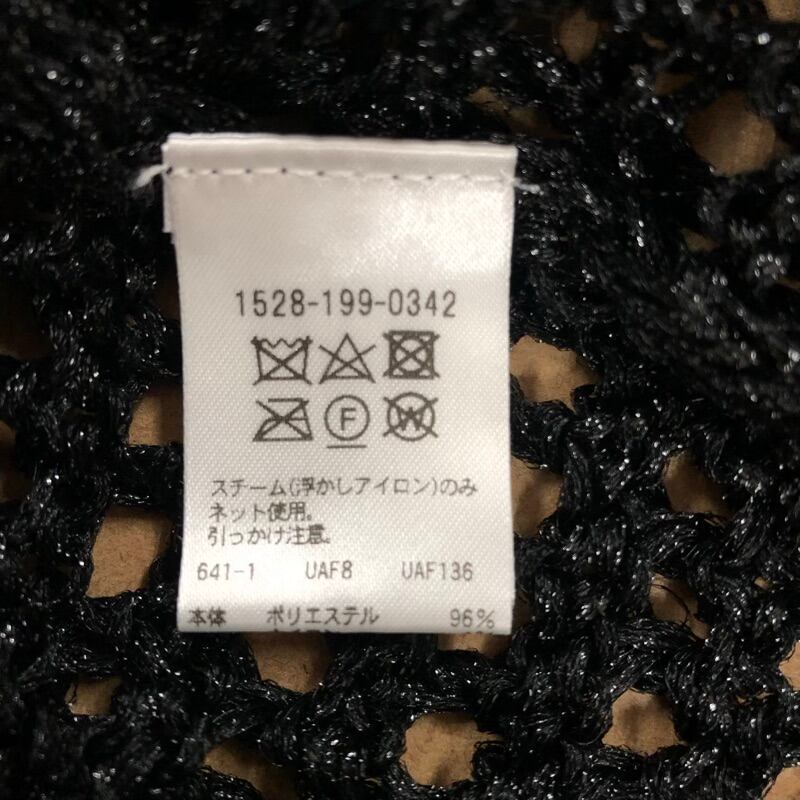 1528-199-0342
F
W
スチーム(浮かしアイロン)のみ
ネット使用。
引っかけ注意。
641-1 UAF8 UAF136
本体 ポリエステル 96%